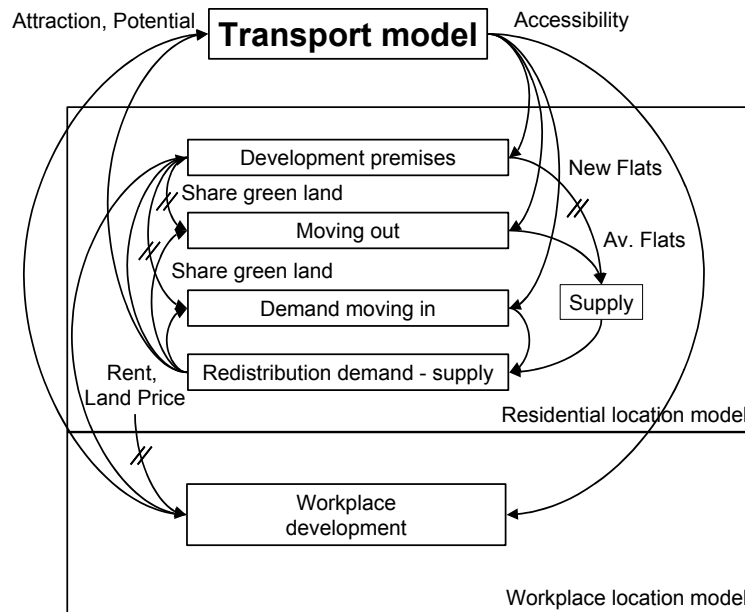 Attraction, Potential
Transport model
Accessibility
Development premises
New Flats
Share green land
Moving out
Av. Flats
Share green land
Demand moving in
Supply
Rent,
Land Price
Redistribution demand - supply
Residential location model
Workplace
development
Workplace location model